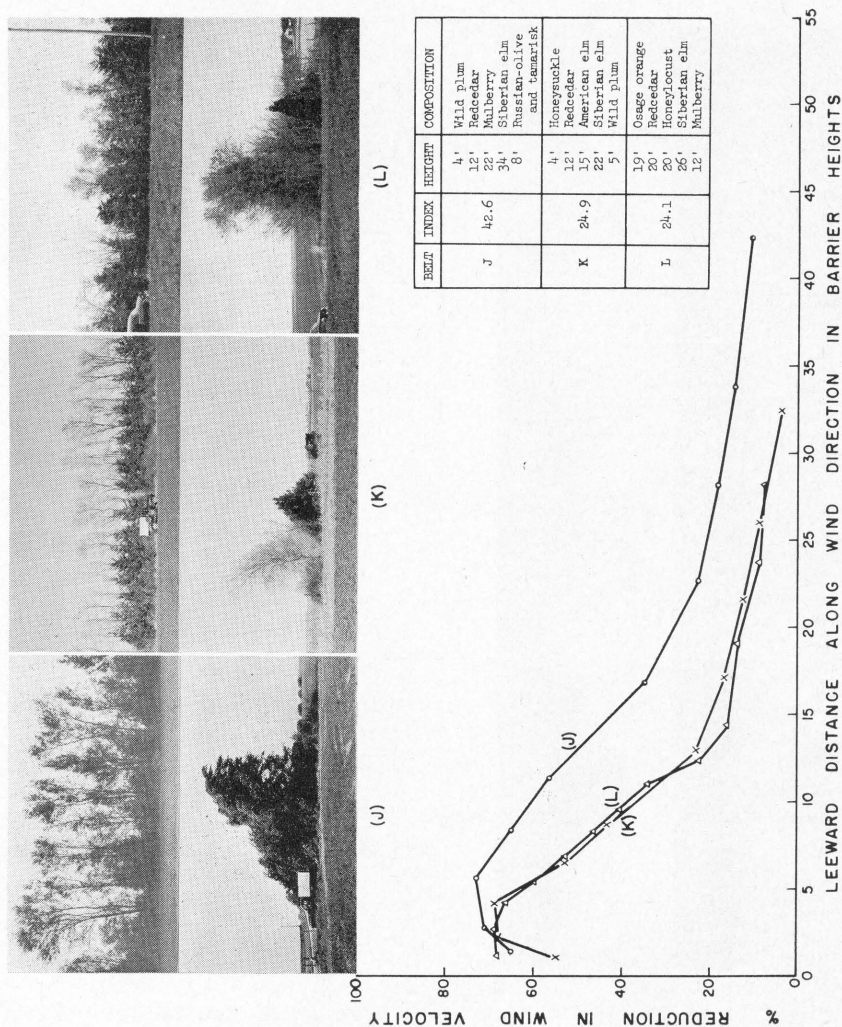 (J)
(K)
(L)
BELT INDEX HEIGHT COMPOSITION
J 42.6
4' Wild plum
12' Redcedar
22' Mulberry
34' Siberian elm
8' Russian-olive
and tamarisk
K 24.9
4' Honeysuckle
12' Redcedar
15' American elm
22' Siberian elm
5' Wild plum
L 24.1
19' Osage orange
20' Redcedar
20' Honeylocust
26' Siberian elm
12' Mulberry
% REDUCTION IN WIND VELOCITY
100
80
60
40
20
0
(J)
(L)
(K)
0 5 10 15 20 25 30 35 40 45 50 55
LEEWARD DISTANCE ALONG WIND DIRECTION IN BARRIER HEIGHTS